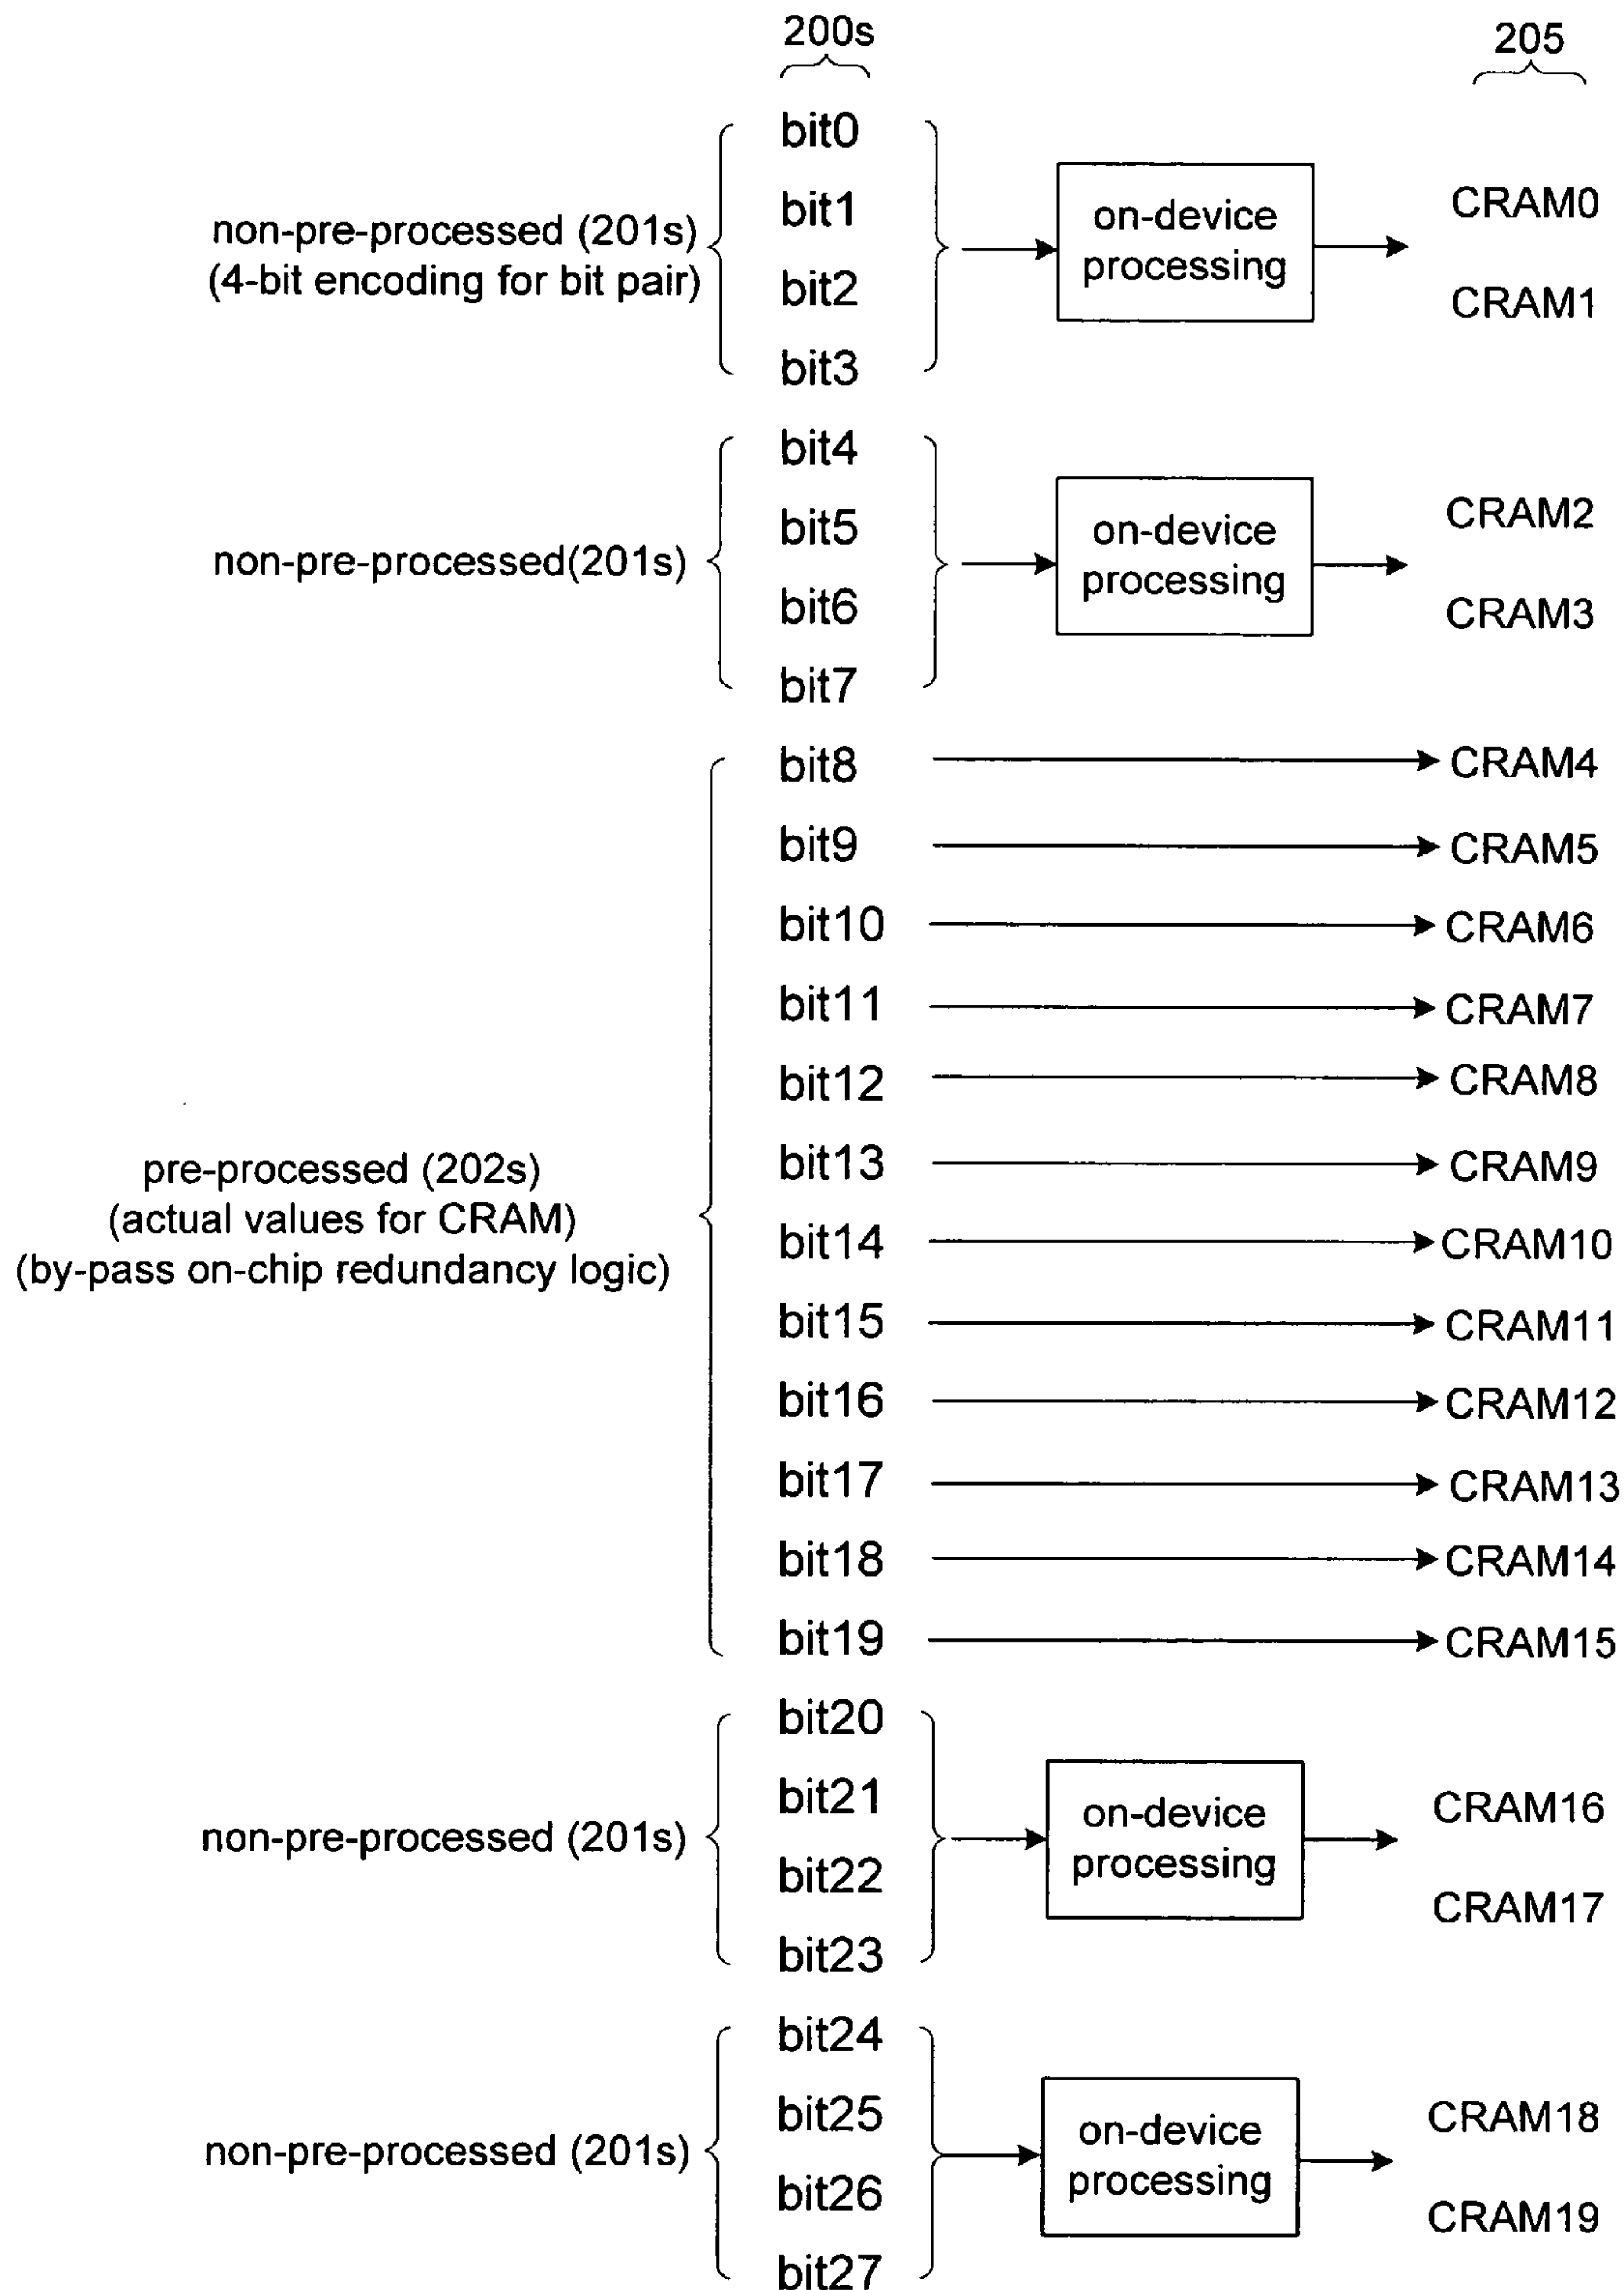 200s
205
bit0
bit1
bit2
bit3
non-pre-processed (201s)
(4-bit encoding for bit pair)
on-device
processing
CRAM0
CRAM1
bit4
bit5
bit6
bit7
non-pre-processed(201s)
on-device
processing
CRAM2
CRAM3
bit8
CRAM4
bit9
CRAM5
bit10
CRAM6
bit11
CRAM7
bit12
CRAM8
bit13
CRAM9
bit14
CRAM10
bit15
CRAM11
bit16
CRAM12
bit17
CRAM13
bit18
CRAM14
bit19
CRAM15
pre-processed (202s)
(actual values for CRAM)
(by-pass on-chip redundancy logic)
bit20
bit21
bit22
bit23
non-pre-processed (201s)
on-device
processing
CRAM16
CRAM17
bit24
bit25
bit26
bit27
non-pre-processed (201s)
on-device
processing
CRAM18
CRAM19